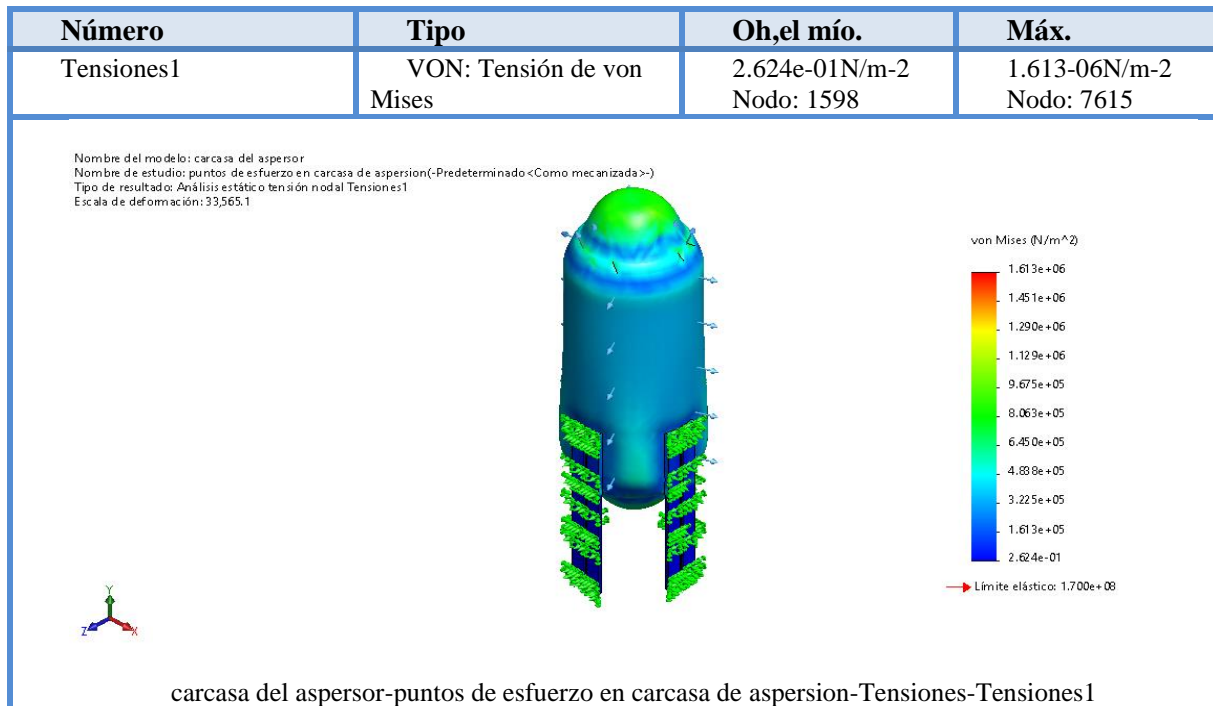 Número
Tipo
Oh,el mío.
Máx.
Tensiones1
VON: Tensión de von
Mises
2.624e-01N/m-2
Nodo: 1598
1.613-06N/m-2
Nodo: 7615
Nombre del modelo: carcasa del aspersor
Nombre de estudio: puntos de esfuerzo en carcasa de aspersion(-Predeterminado<Como mecanizada>-)
Tipo de resultado: Análisis estático tensión nodal Tensiones1
Escala de deformación: 33,565.1
von Mises (N/m^2)
1.613e+06
1.451e+06
1.290e+06
1.129e+06
9.675e+05
8.063e+05
6.450e+05
4.838e+05
3.225e+05
1.613e+05
2.624e-01
Límite elástico: 1.700e+08
Y
Z
X
carcasa del aspersor-puntos de esfuerzo en carcasa de aspersion-Tensiones-Tensiones1